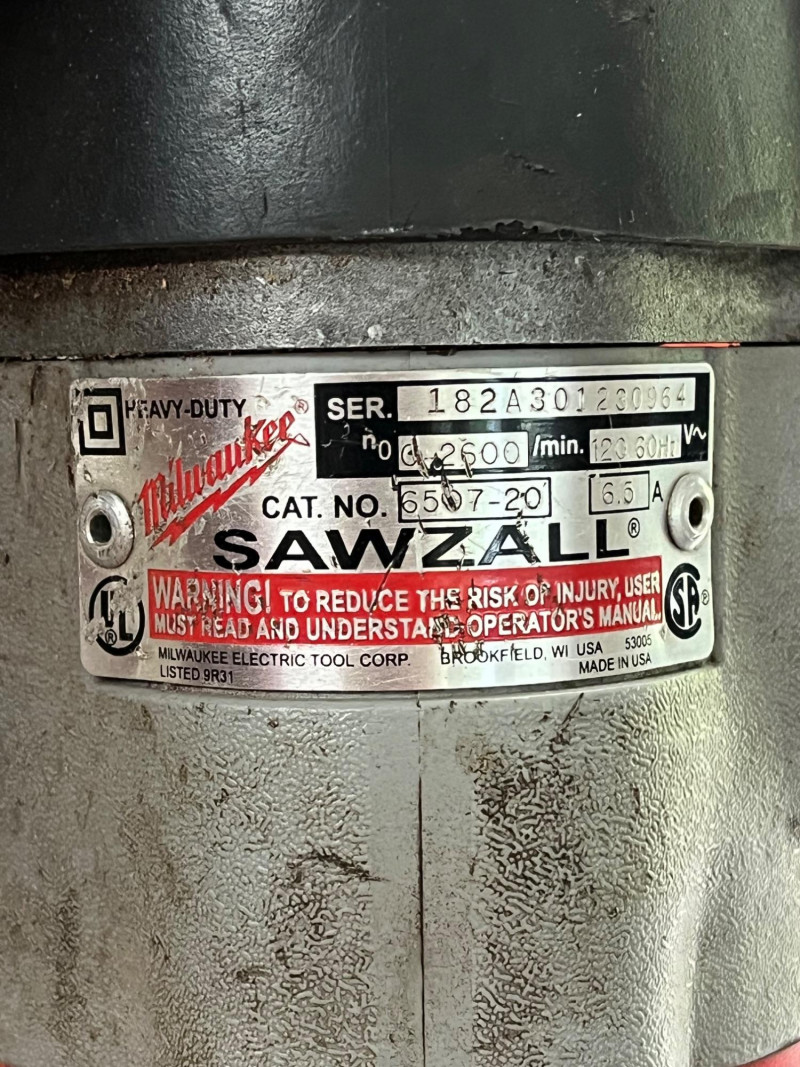 HEAVY-DUTY
Milwaukee®
SER. 182A301230964
n0 0-2600 /min. 120 60Hz V~
CAT. NO. 6507-20 6.5 A
SAWZALL®
WARNING! TO REDUCE THE RISK OF INJURY, USER
MUST READ AND UNDERSTAND OPERATOR'S MANUAL.
UL®
SA®
MILWAUKEE ELECTRIC TOOL CORP. BROOKFIELD, WI USA 53005
LISTED 9R31 MADE IN USA